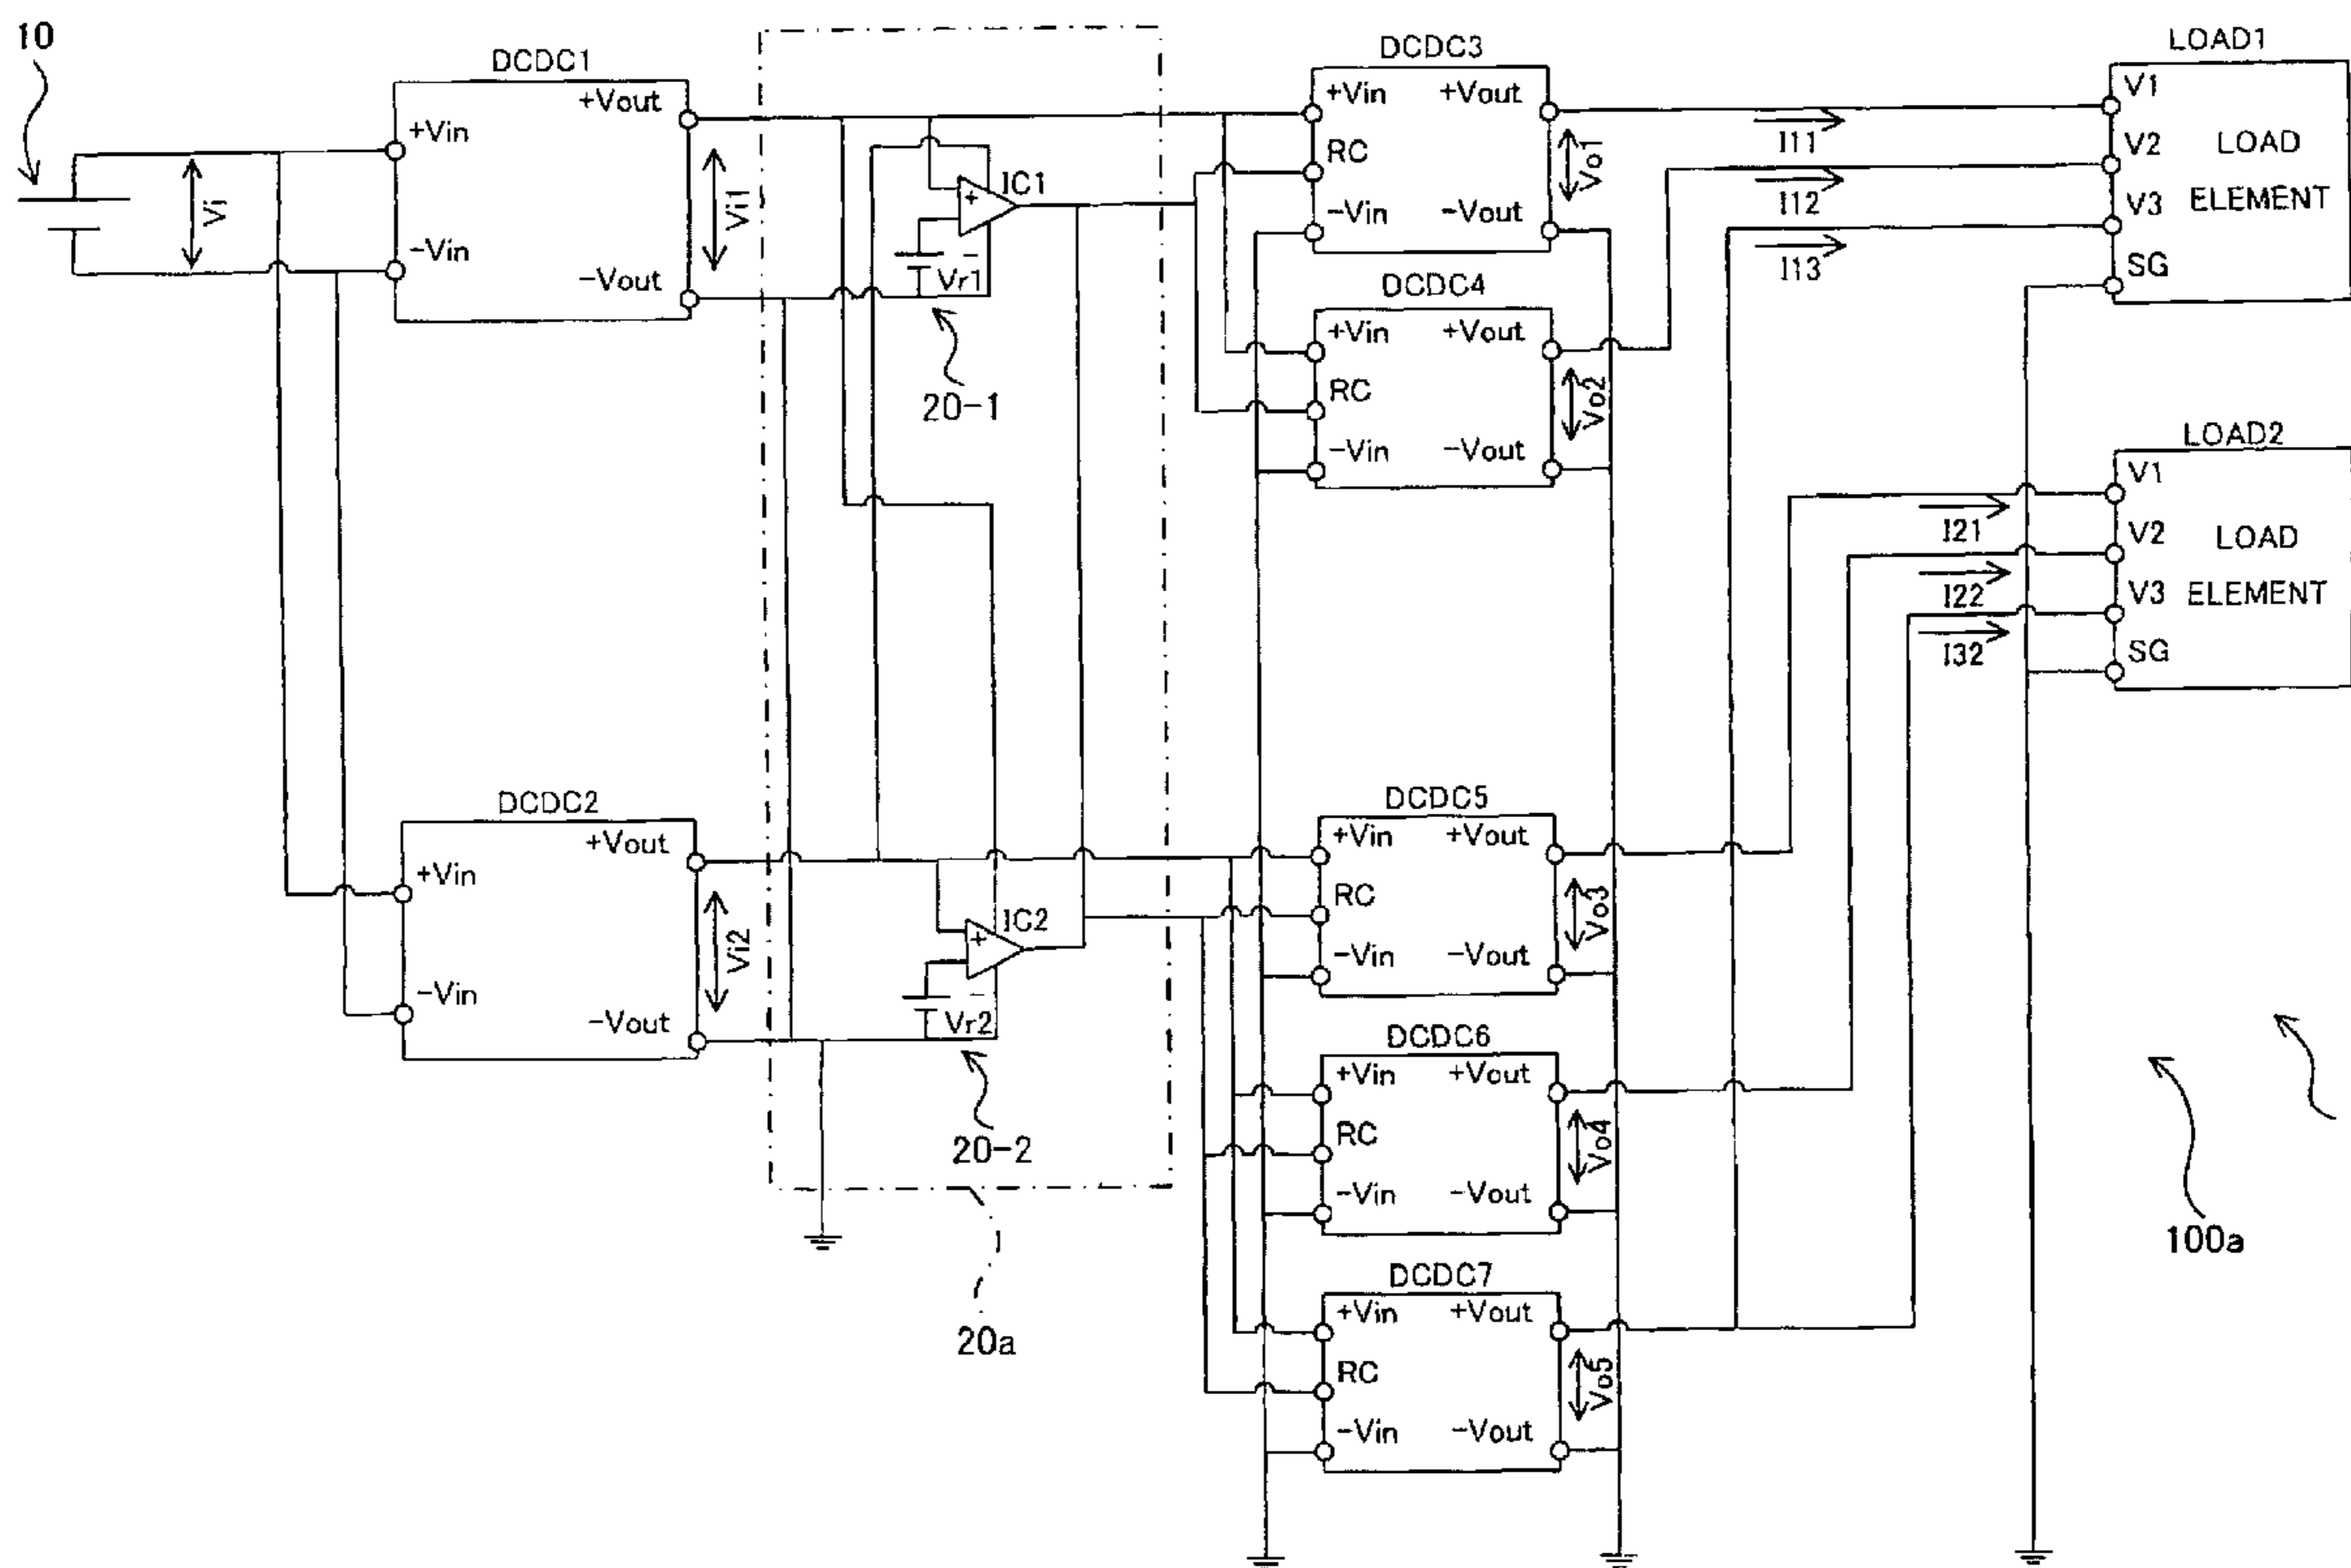 10
DCDC1
+Vin
-Vin
+Vout
-Vout
Vi
Vi1
IC1
+
-
Vr1
20-1
DCDC3
+Vin
RC
-Vin
+Vout
-Vout
Vo1
DCDC4
+Vin
RC
-Vin
+Vout
-Vout
Vo2
I11
I12
I13
LOAD1
V1
V2
V3
SG
LOAD
ELEMENT
LOAD2
V1
V2
V3
SG
LOAD
ELEMENT
I21
I22
I32
DCDC2
+Vin
-Vin
+Vout
-Vout
Vi2
IC2
+
-
Vr2
20-2
20a
DCDC5
+Vin
RC
-Vin
+Vout
-Vout
Vo3
DCDC6
+Vin
RC
-Vin
+Vout
-Vout
Vo4
DCDC7
+Vin
RC
-Vin
+Vout
-Vout
Vo5
100a